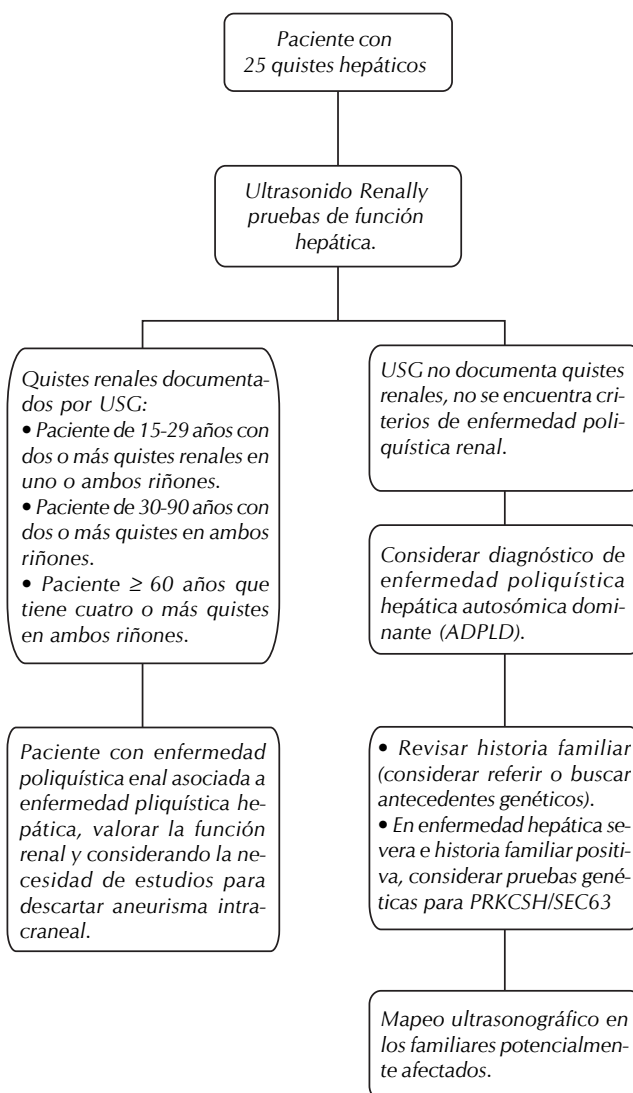 Paciente con
25 quistes hepáticos
Ultrasonido Renally
pruebas de función
hepática.
Quistes renales documenta-
dos por USG:
• Paciente de 15-29 años con
dos o más quistes renales en
uno o ambos riñones.
• Paciente de 30-90 años con
dos o más quistes en ambos
riñones.
• Paciente ≥ 60 años que
tiene cuatro o más quistes
en ambos riñones.
Paciente con enfermedad
poliquística enal asociada a
enfermedad pliquística he-
pática, valorar la función
renal y considerando la ne-
cesidad de estudios para
descartar aneurisma intra-
craneal.
USG no documenta quistes
renales, no se encuentra cri-
terios de enfermedad poli-
quística renal.
Considerar diagnóstico de
enfermedad poliquística
hepática autosómica domi-
nante (ADPLD).
• Revisar historia familiar
(considerar referir o buscar
antecedentes genéticos).
• En enfermedad hepática se-
vera e historia familiar positi-
va, considerar pruebas gené-
ticas para PRKCSH/SEC63
Mapeo ultrasonográfico en
los familiares potencialmen-
te afectados.